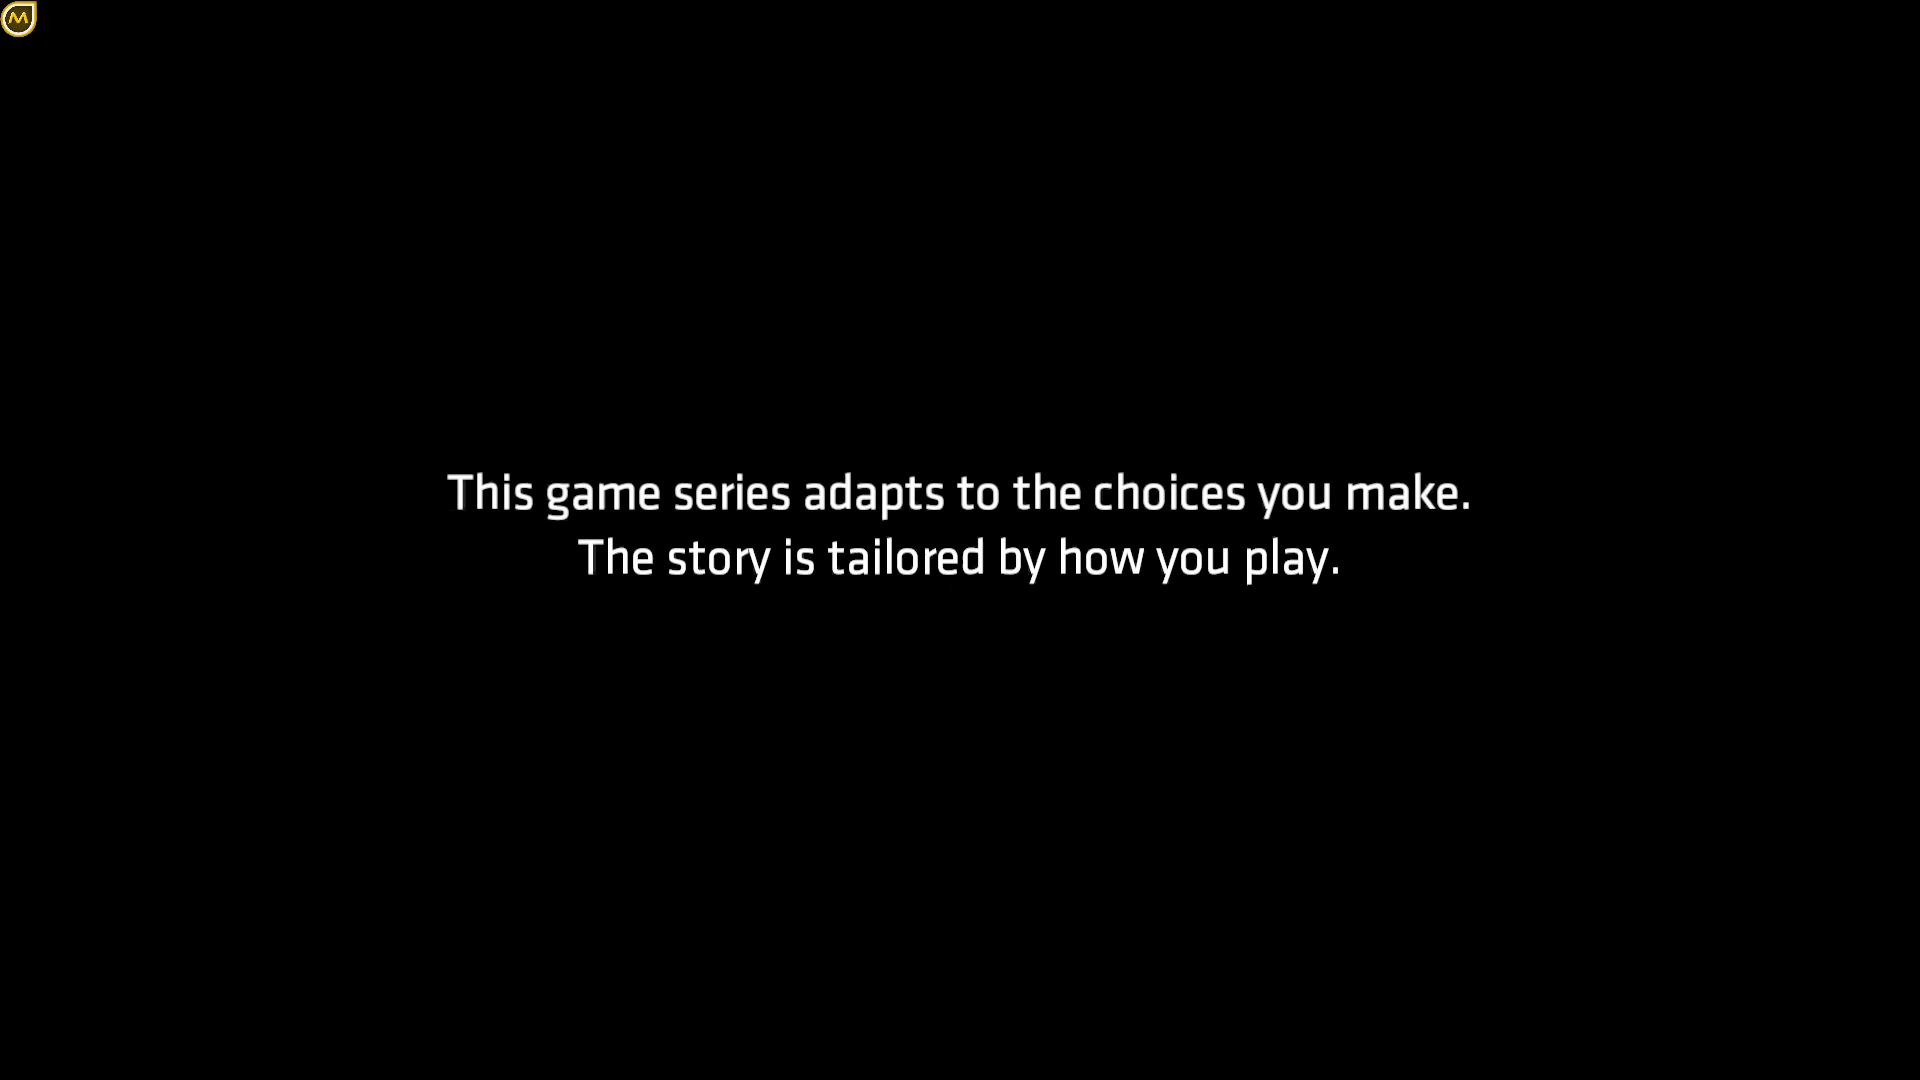 M
This game series adapts to the choices you make.
The story is tailored by how you play.